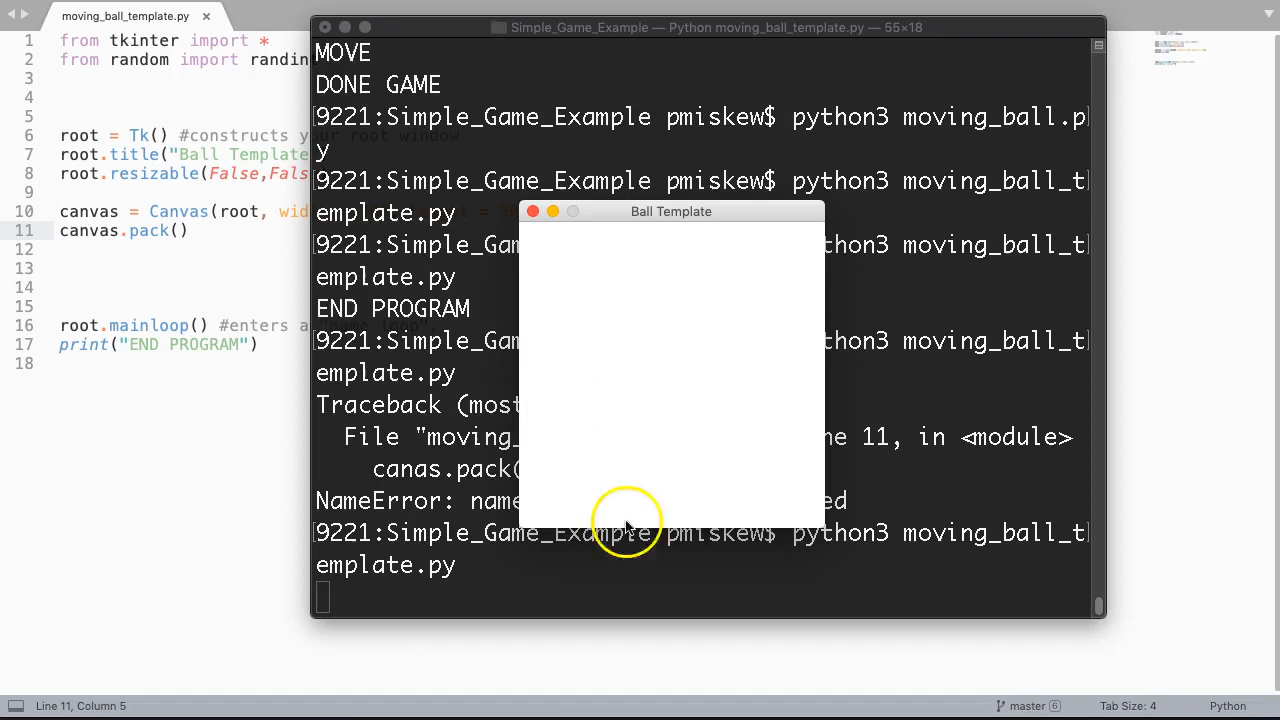 moving_ball_template.py ×
Simple_Game_Example — Python moving_ball_template.py — 55×18
1 from tkinter import *
2 from random import randin
3
4
5
6 root = Tk() #constructs your root window
7 root.title("Ball Template
8 root.resizable(False,Fals
9
10 canvas = Canvas(root, wid
11 canvas.pack()
12
13
14
15
16 root.mainloop() #enters a
17 print("END PROGRAM")
18
MOVE
DONE GAME
[9221:Simple_Game_Example pmiskew$ python3 moving_ball.p]
y
[9221:Simple_Game_Example pmiskew$ python3 moving_ball_t]
emplate.py
[9221:Simple_Gam thon3 moving_ball_t]
emplate.py
END PROGRAM
[9221:Simple_Gam thon3 moving_ball_t]
emplate.py
Traceback (most
File "moving_ ne 11, in <module>
canas.pack(
NameError: name ed
[9221:Simple_Game_Example pmiskew$ python3 moving_ball_t]
emplate.py
Ball Template
Line 11, Column 5
master 6
Tab Size: 4
Python